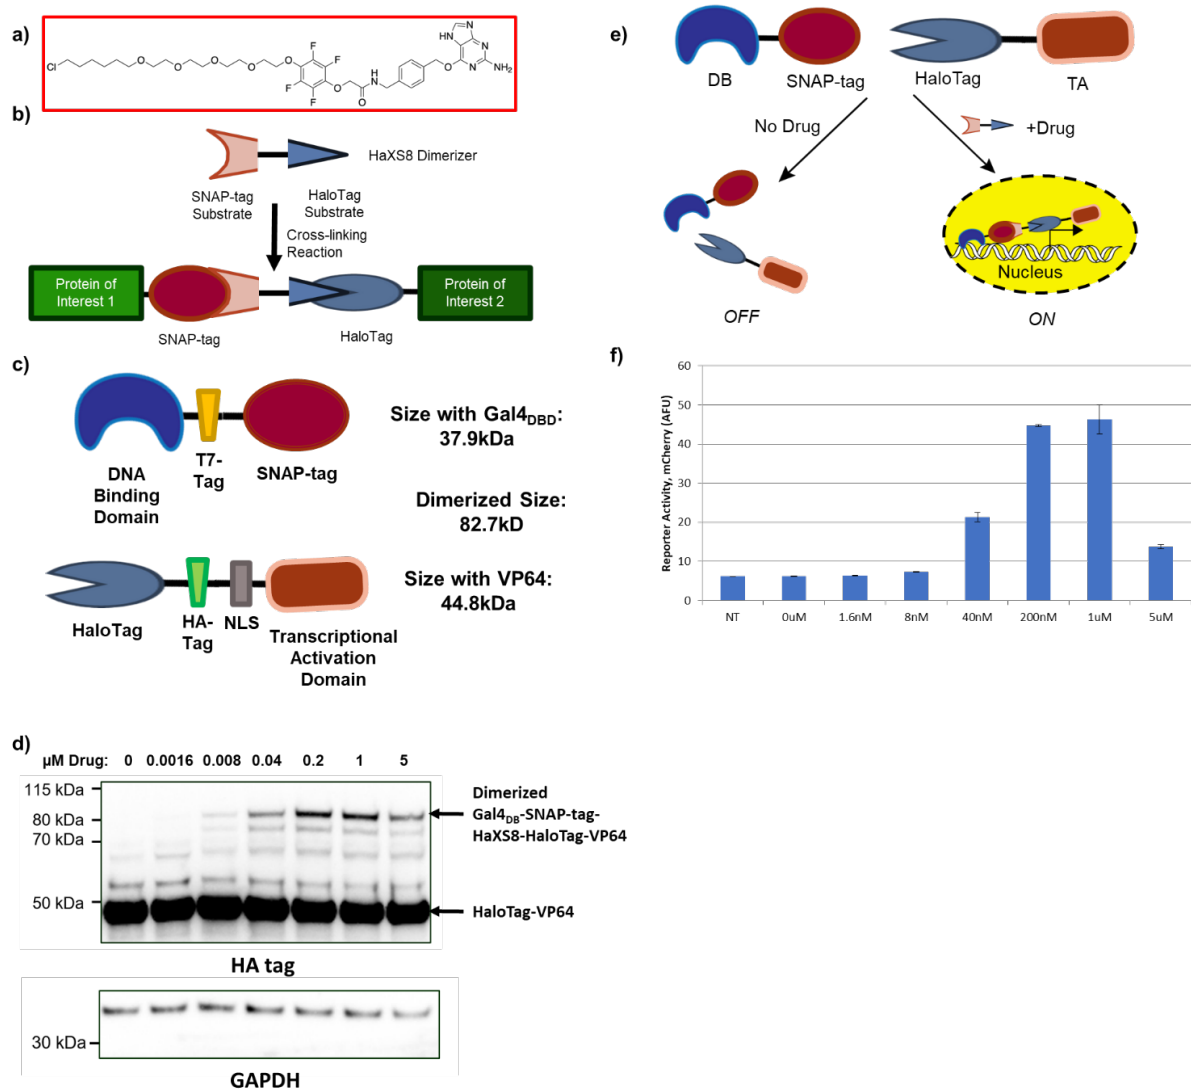 a)
Cl
O
O
O
O
O
F
F
F
F
O
O
N
H
O
N
HN
N
N
NH₂
b)
HaXS8 Dimerizer
SNAP-tag
Substrate
HaloTag
Substrate
Cross-linking
Reaction
Protein of
Interest 1
Protein of
Interest 2
SNAP-tag
HaloTag
c)
DNA
Binding
Domain
T7-
Tag
SNAP-tag
Size with Gal4DBD:
37.9kDa
Dimerized Size:
82.7kD
HaloTag
HA-
Tag
NLS
Transcriptional
Activation
Domain
Size with VP64:
44.8kDa
d)
µM Drug: 0 0.0016 0.008 0.04 0.2 1 5
115 kDa
80 kDa
70 kDa
50 kDa
Dimerized
Gal4DB-SNAP-tag-
HaXS8-HaloTag-VP64
HaloTag-VP64
HA tag
30 kDa
GAPDH
e)
DB
SNAP-tag
HaloTag
TA
No Drug
+Drug
Nucleus
OFF
ON
f)
Reporter Activity, mCherry (AFU)
60
50
40
30
20
10
0
NT 0uM 1.6nM 8nM 40nM 200nM 1uM 5uM